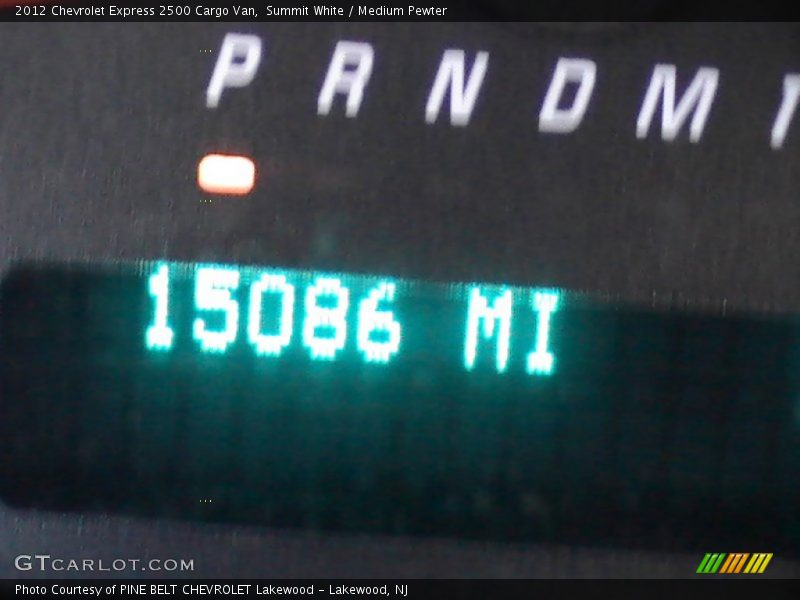 2012 Chevrolet Express 2500 Cargo Van,  Summit White / Medium Pewter
P R N D M 1
15086 MI
GTCARLOT.COM
Photo Courtesy of PINE BELT CHEVROLET Lakewood - Lakewood, NJ